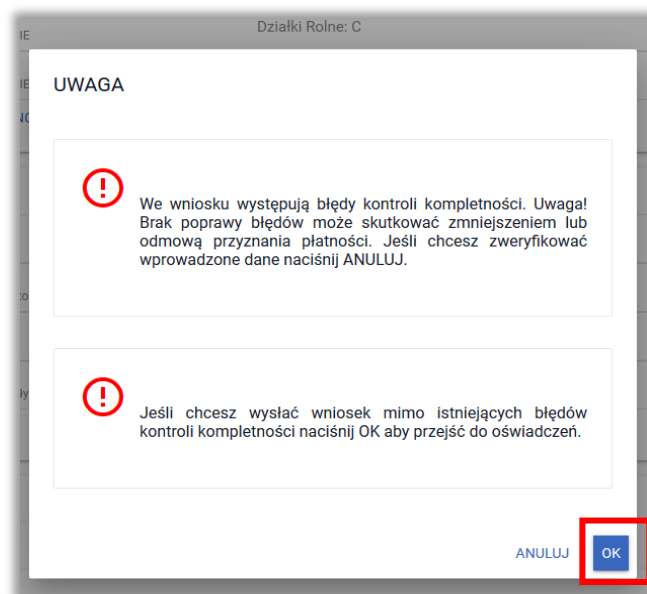 Działki Rolne: C
IE
IE
UWAGA
!
We wniosku występują błędy kontroli kompletności. Uwaga!
Brak poprawy błędów może skutkować zmniejszeniem lub
odmową przyznania płatności. Jeśli chcesz zweryfikować
wprowadzone dane naciśnij ANULUJ.
!
Jeśli chcesz wysłać wniosek mimo istniejących błędów
kontroli kompletności naciśnij OK aby przejść do oświadczeń.
ANULUJ OK